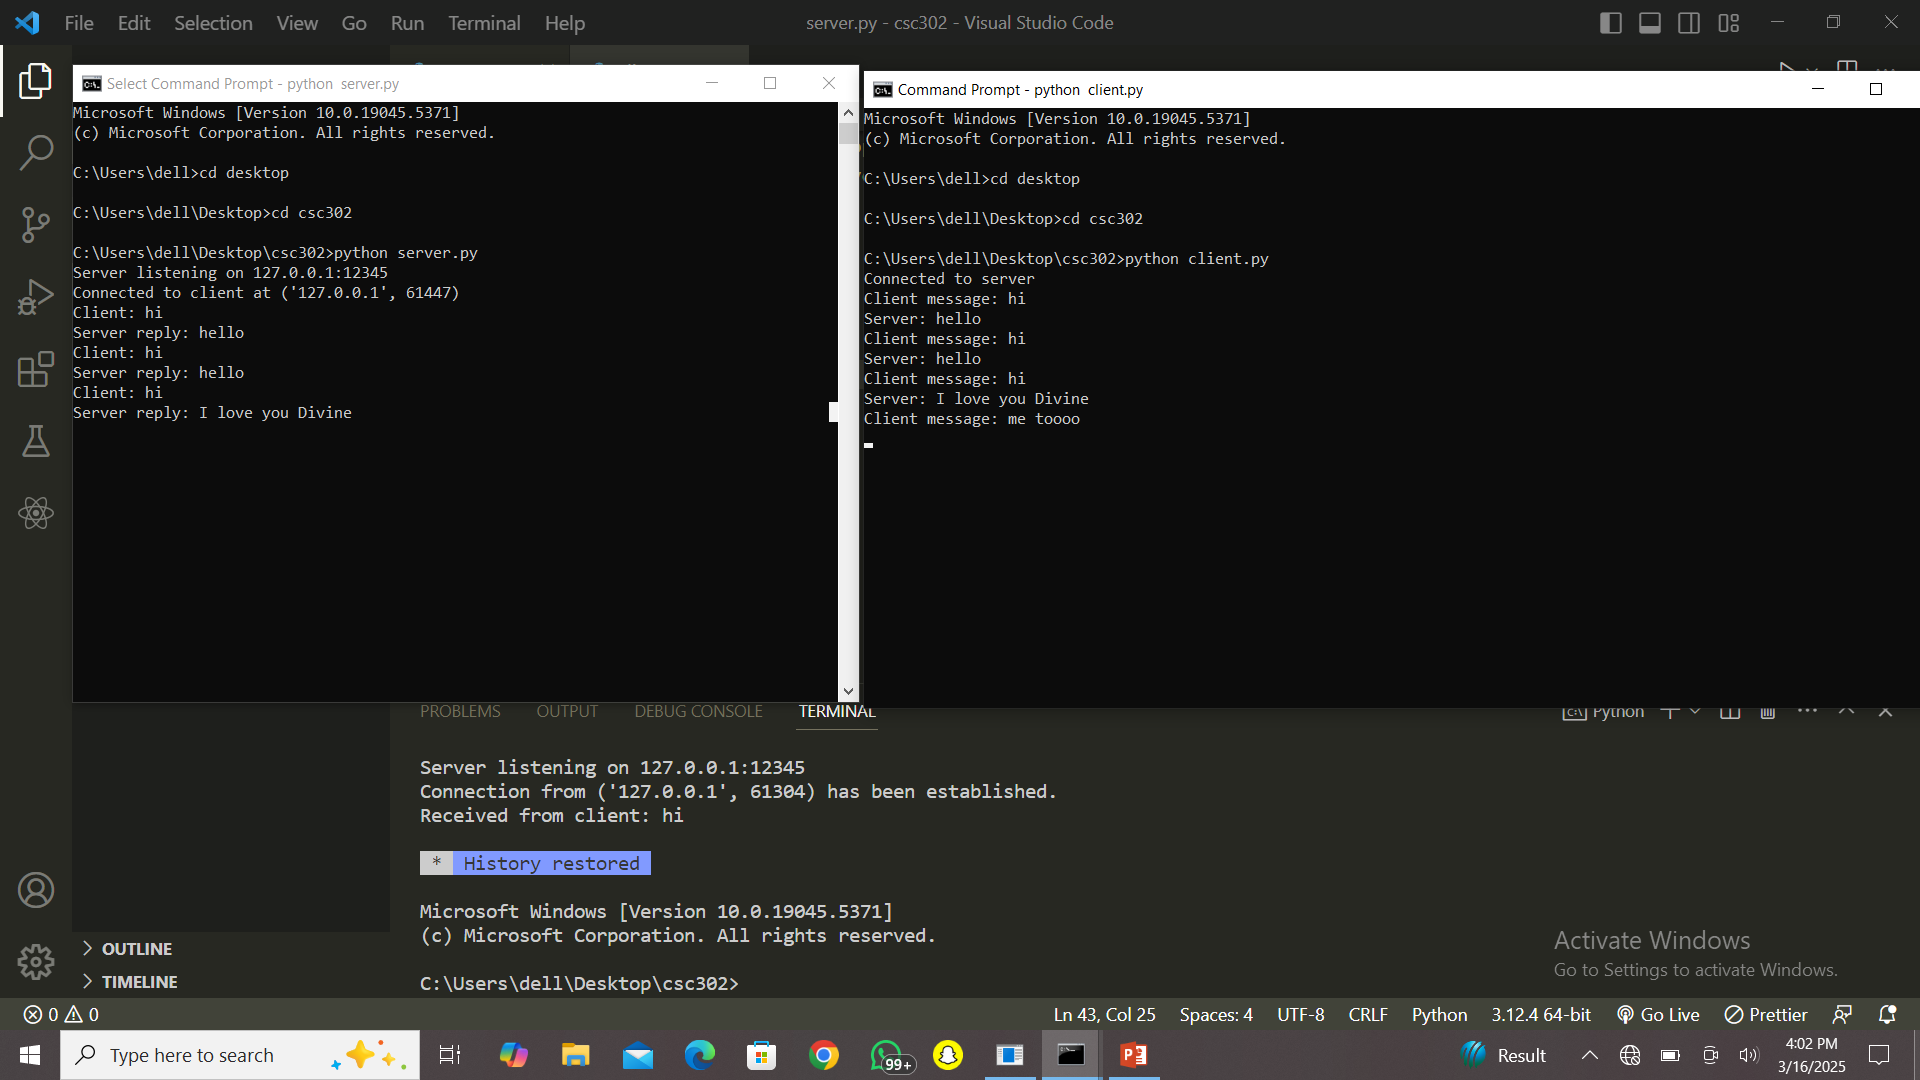 File Edit Selection View Go Run Terminal Help
server.py - csc302 - Visual Studio Code
Select Command Prompt - python  server.py
Microsoft Windows [Version 10.0.19045.5371]
(c) Microsoft Corporation. All rights reserved.
C:\Users\dell>cd desktop
C:\Users\dell\Desktop>cd csc302
C:\Users\dell\Desktop\csc302>python server.py
Server listening on 127.0.0.1:12345
Connected to client at ('127.0.0.1', 61447)
Client: hi
Server reply: hello
Client: hi
Server reply: hello
Client: hi
Server reply: I love you Divine
Command Prompt - python  client.py
Microsoft Windows [Version 10.0.19045.5371]
(c) Microsoft Corporation. All rights reserved.
C:\Users\dell>cd desktop
C:\Users\dell\Desktop>cd csc302
C:\Users\dell\Desktop\csc302>python client.py
Connected to server
Client message: hi
Server: hello
Client message: hi
Server: hello
Client message: hi
Server: I love you Divine
Client message: me toooo
PROBLEMS OUTPUT DEBUG CONSOLE TERMINAL
Python
Server listening on 127.0.0.1:12345
Connection from ('127.0.0.1', 61304) has been established.
Received from client: hi
* History restored
Microsoft Windows [Version 10.0.19045.5371]
(c) Microsoft Corporation. All rights reserved.
C:\Users\dell\Desktop\csc302>
OUTLINE
TIMELINE
Activate Windows
Go to Settings to activate Windows.
0 0
Ln 43, Col 25 Spaces: 4 UTF-8 CRLF Python 3.12.4 64-bit Go Live Prettier
Type here to search
99+
Result
4:02 PM
3/16/2025